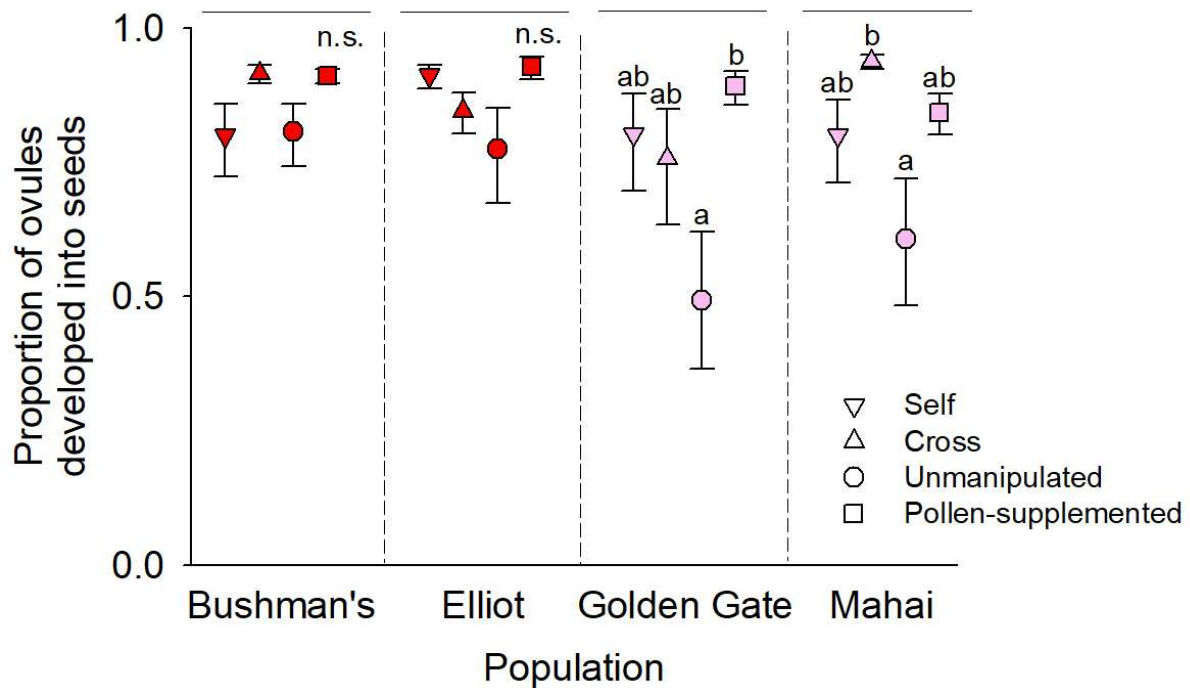 1.0
0.5
0.0
Proportion of ovules
developed into seeds
n.s.
n.s.
ab
ab
a
b
ab
b
a
ab
Self
Cross
Unmanipulated
Pollen-supplemented
Bushman's
Elliot
Golden Gate
Mahai
Population